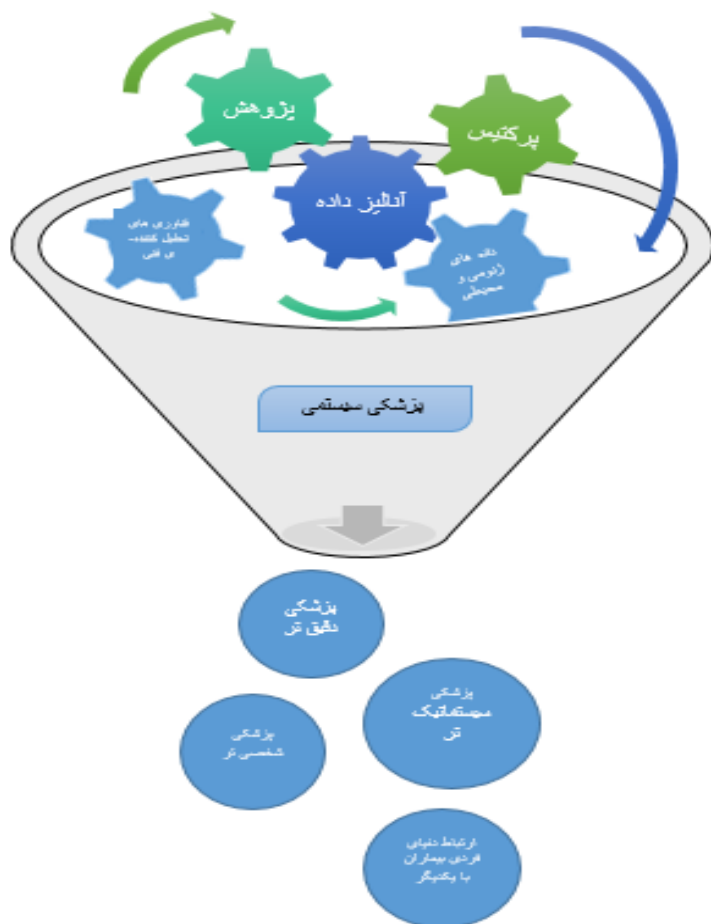 پژوهش
پرکتیس
آنالیز داده
فناوری های
تحلیل کننده-
ی فنی
داده های
ژنومی و
محیطی
پزشکی سیستمی
پزشکی
دقیق تر
پزشکی
سیستماتیک
تر
پزشکی
شخصی تر
ارتباط دنیای
فردی بیماران
با یکدیگر